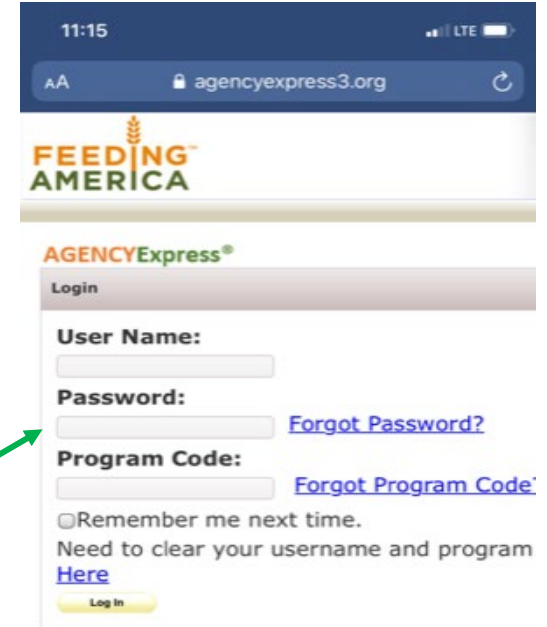 11:15 LTE
AA agencyexpress3.org
FEEDING™
AMERICA
AGENCYExpress®
Login
User Name:
Password:
Forgot Password?
Program Code:
Forgot Program Code?
Remember me next time.
Need to clear your username and program
Here
Log In